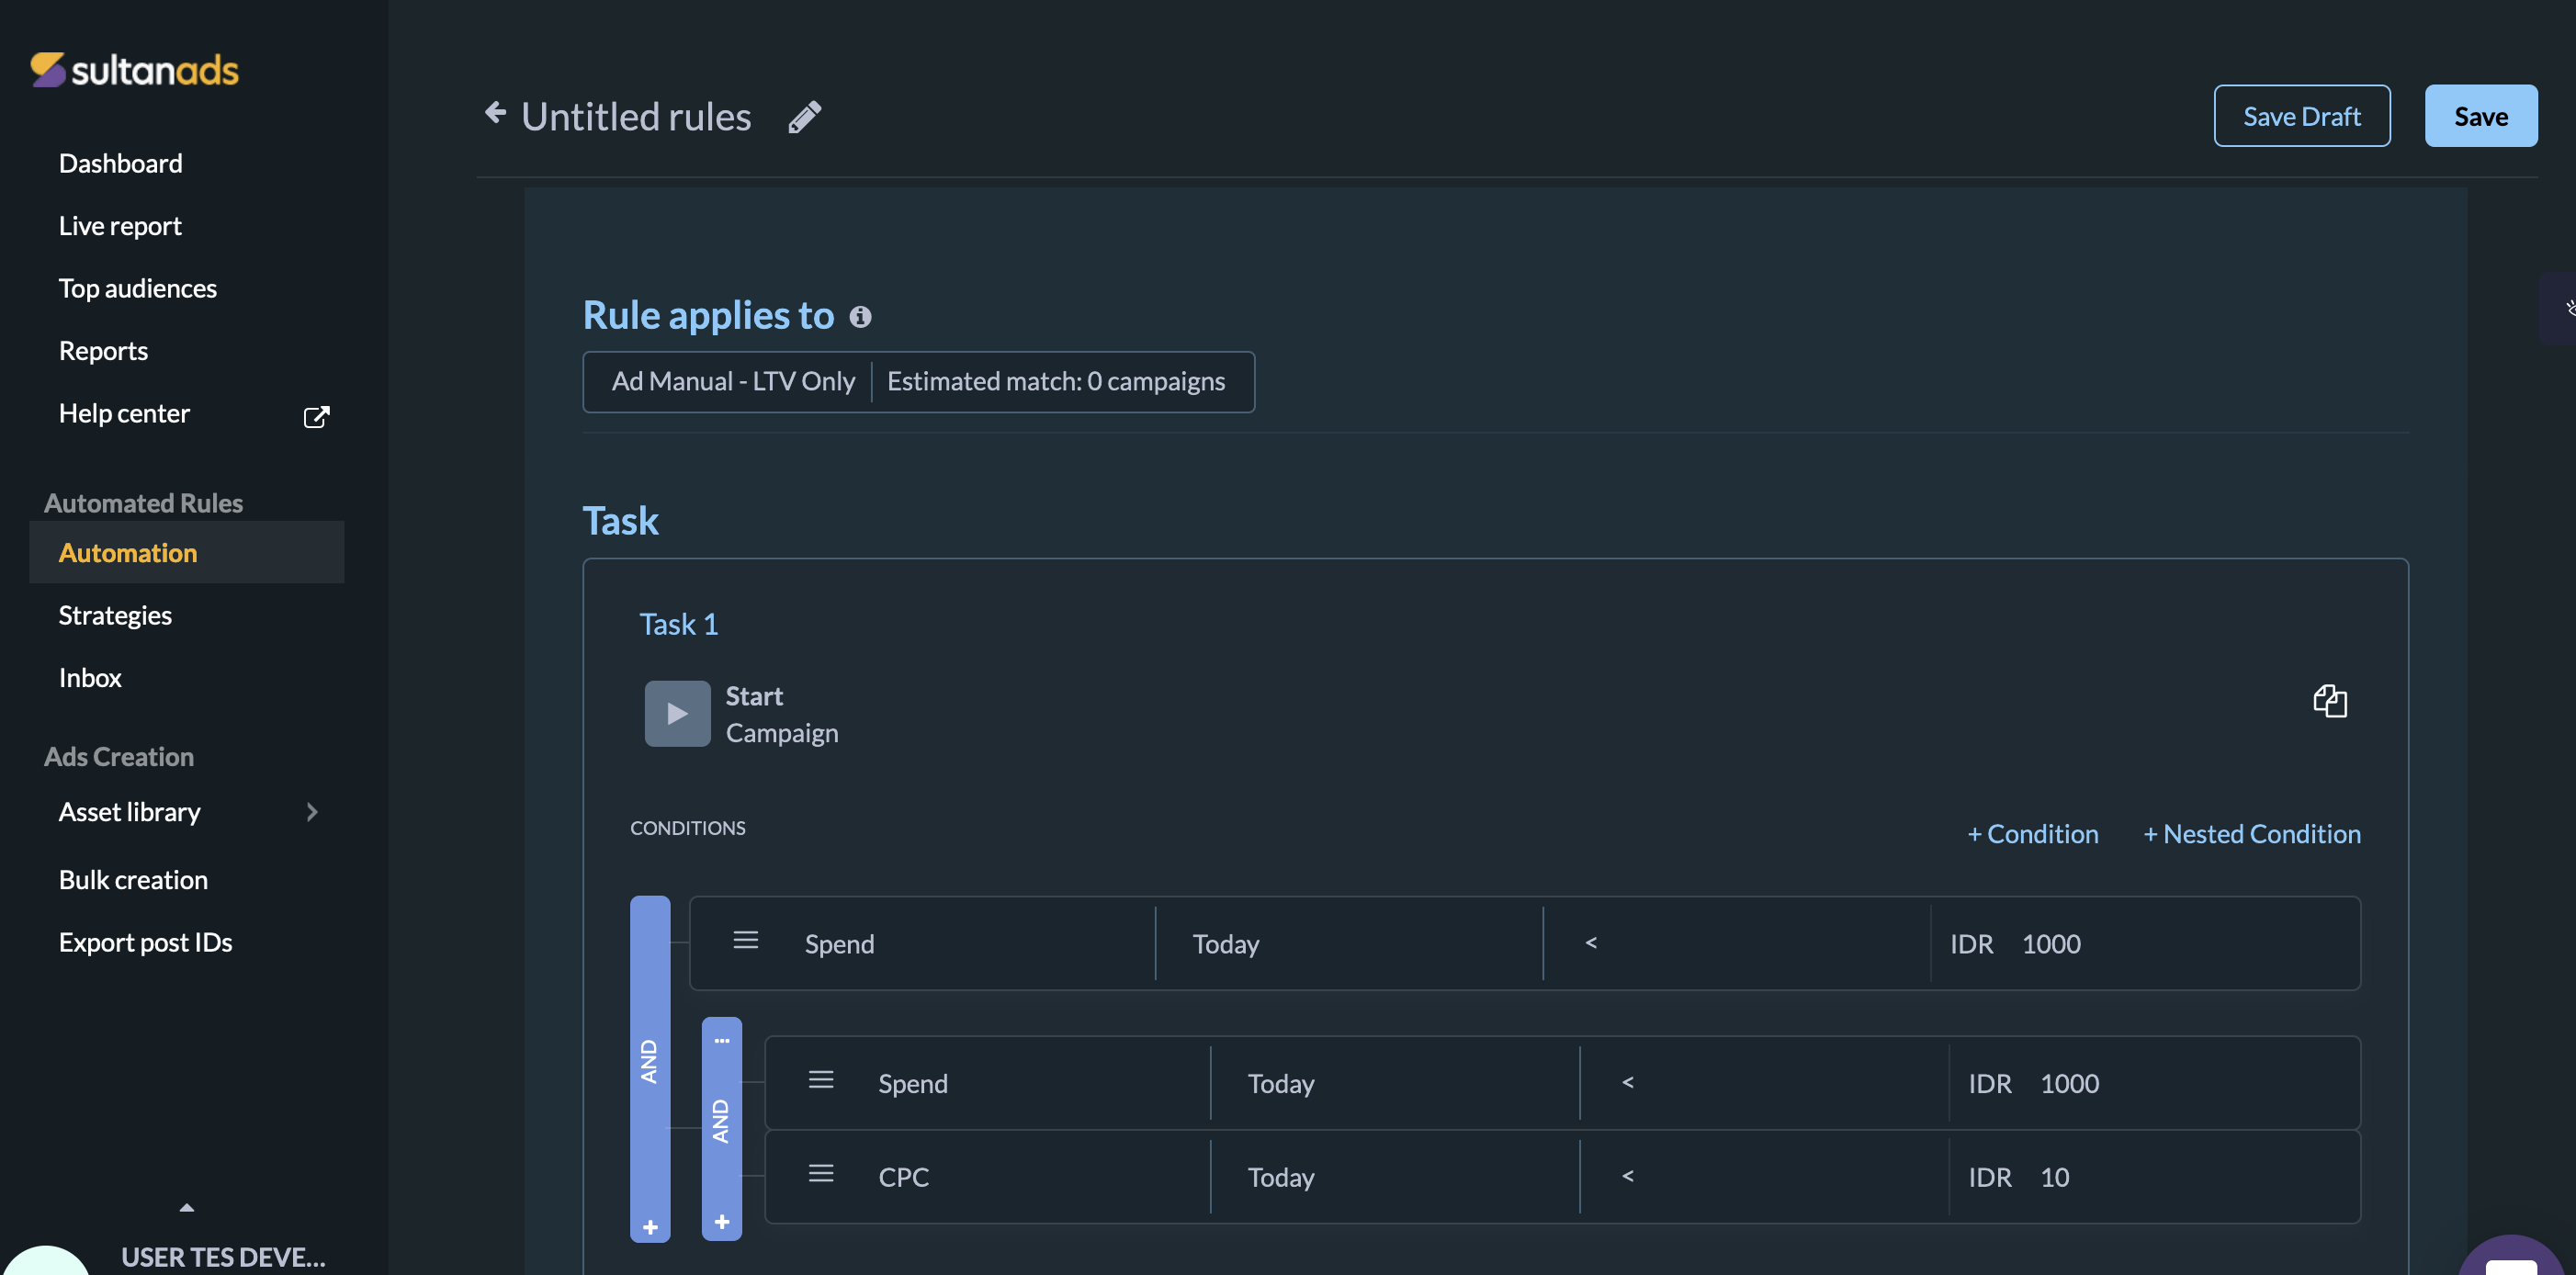 sultanads
Dashboard
Live report
Top audiences
Reports
Help center
Automated Rules
Automation
Strategies
Inbox
Ads Creation
Asset library
Bulk creation
Export post IDs
USER TES DEVE...
Untitled rules
Save Draft
Save
Rule applies to
Ad Manual - LTV Only Estimated match: 0 campaigns
Task
Task 1
Start
Campaign
CONDITIONS
+ Condition + Nested Condition
AND
Spend Today < IDR 1000
AND
Spend Today < IDR 1000
CPC Today < IDR 10